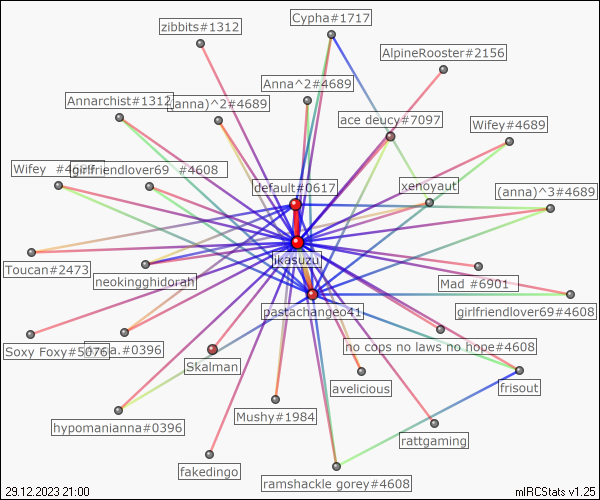 Cypha#1717
zibbits#1312
AlpineRooster#2156
Anna^2#4689
Annarchist#1312
(anna)^2#4689
ace deucy#7097
Wifey#4689
Wifey
girlfriendlover69 #4608
default#0617
xenoyaut
(anna)^3#4689
ikasuzu
Toucan#2473
neokingghidorah
Mad #6901
pastachangeo41
girlfriendlover69#4608
Soxy Foxy#5076
a.#0396
no cops no laws no hope#4608
Skalman
avelicious
frisout
hypomanianna#0396
Mushy#1984
rattgaming
fakedingo
ramshackle gorey#4608
29.12.2023 21:00
mIRCStats v1.25